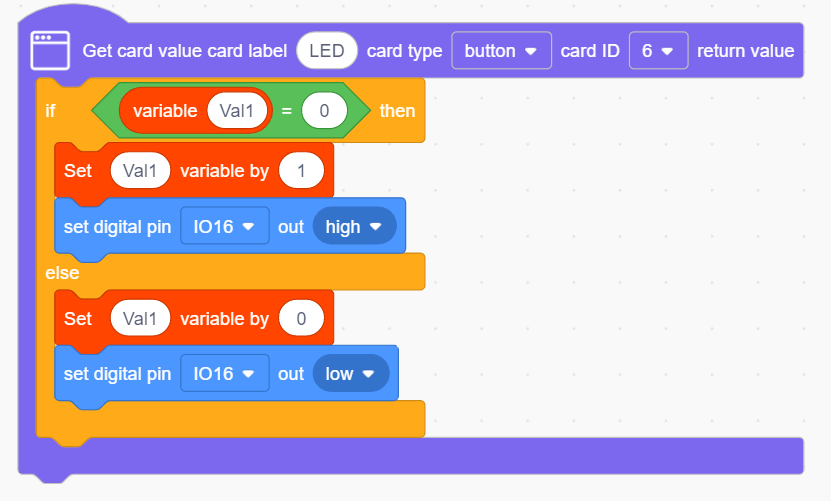 Get card value card label LED card type button card ID 6 return value
if variable Val1 = 0 then
Set Val1 variable by 1
set digital pin IO16 out high
else
Set Val1 variable by 0
set digital pin IO16 out low